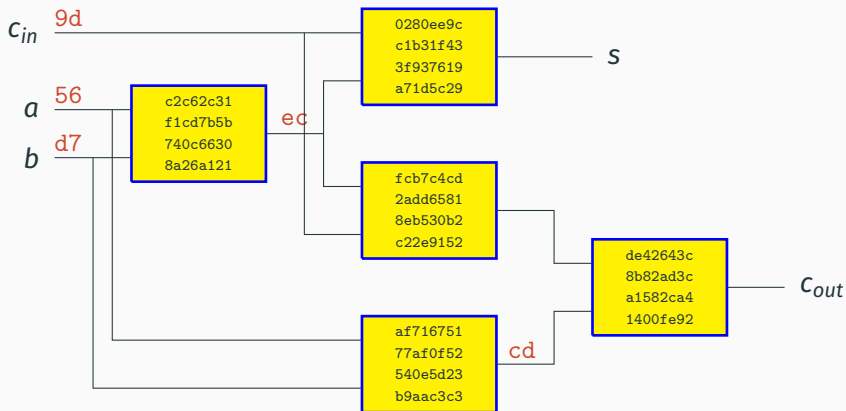 c_in 9d
0280ee9c
c1b31f43
3f937619
a71d5c29
s
a 56
b d7
c2c62c31
f1cd7b5b
740c6630
8a26a121
ec
fcb7c4cd
2add6581
8eb530b2
c22e9152
de42643c
8b82ad3c
a1582ca4
1400fe92
c_out
af716751
77af0f52
540e5d23
b9aac3c3
cd